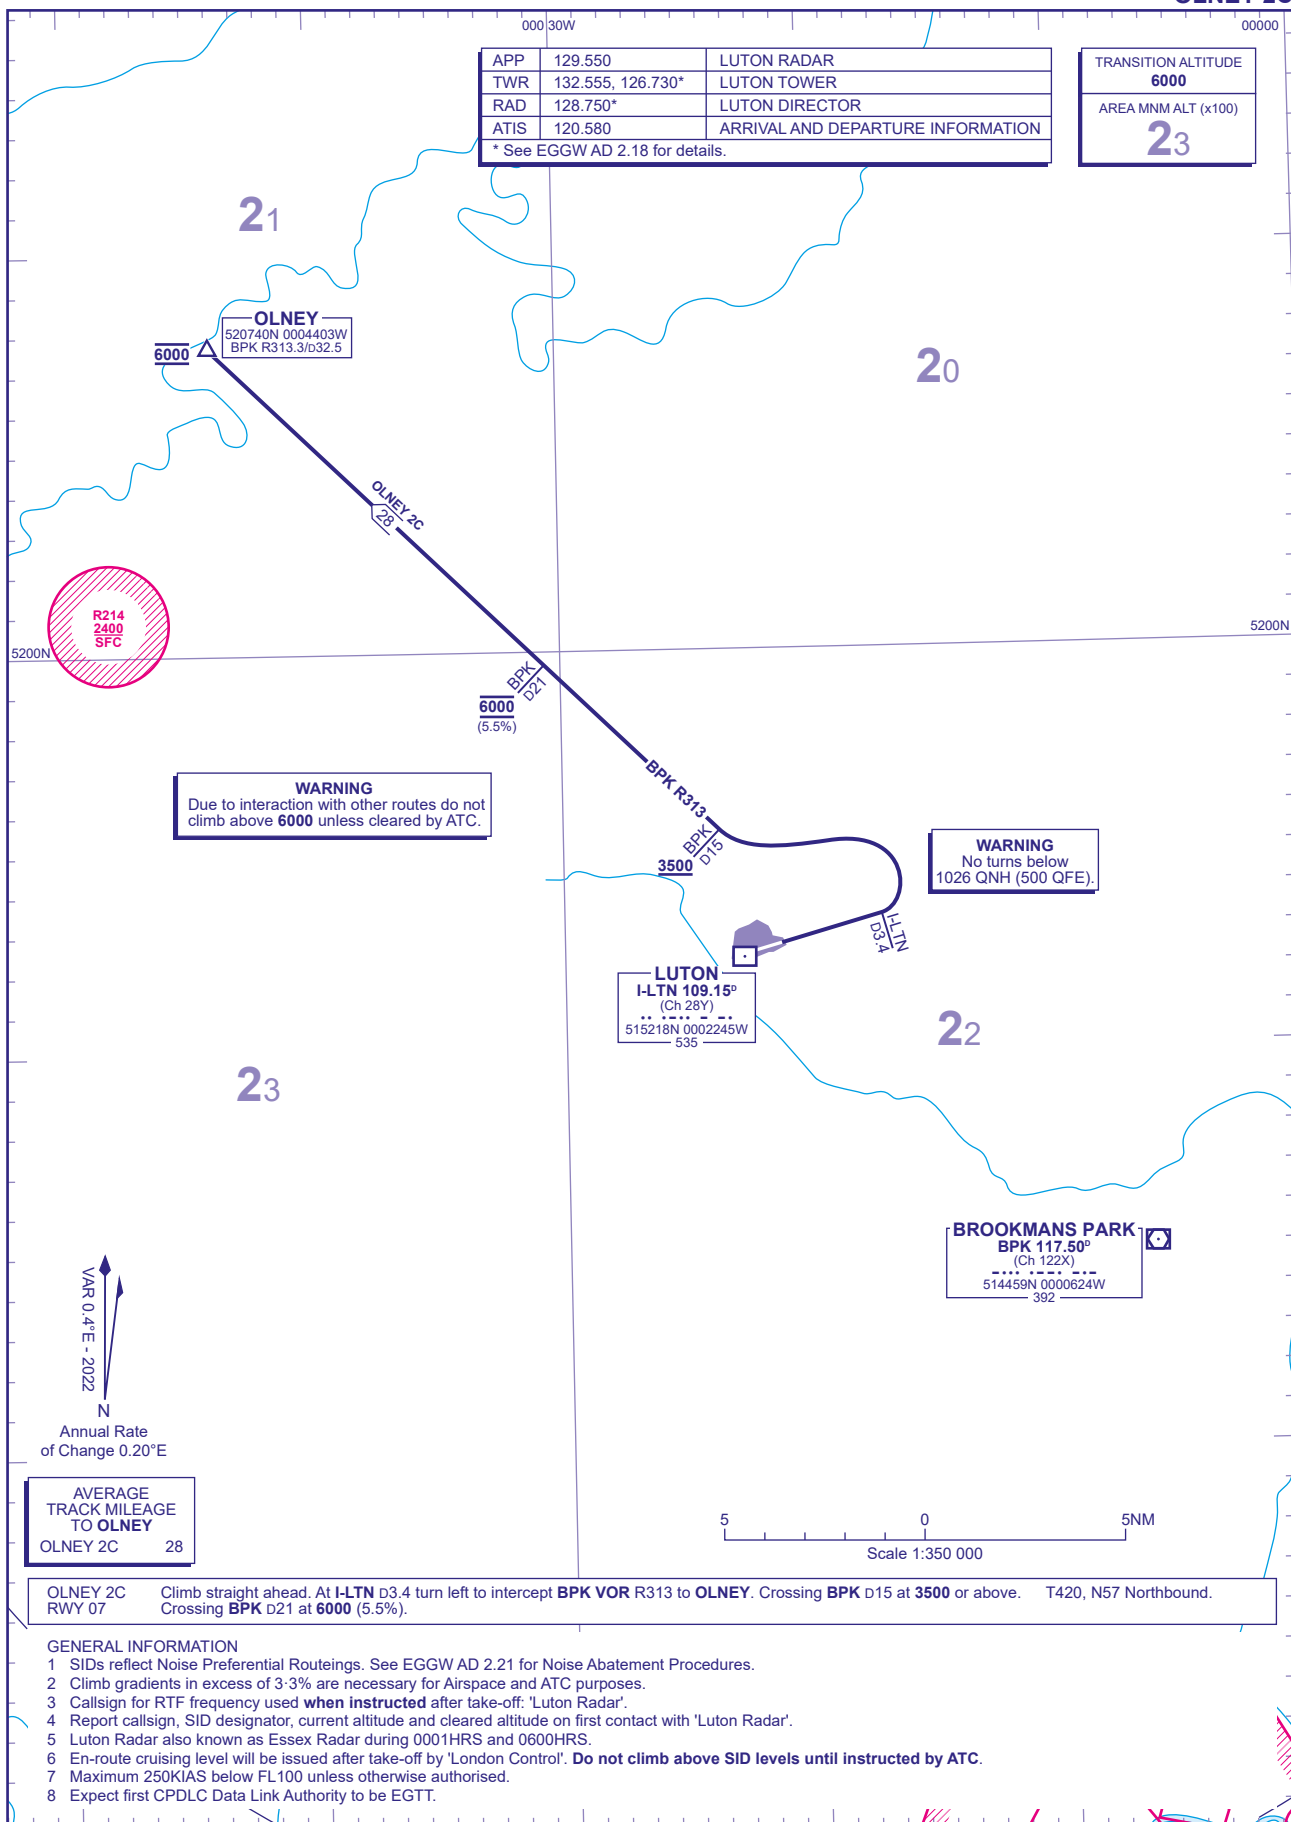 000 30W
00000
APP 129.550 LUTON RADAR
TWR 132.555, 126.730* LUTON TOWER
RAD 128.750* LUTON DIRECTOR
ATIS 120.580 ARRIVAL AND DEPARTURE INFORMATION
* See EGGW AD 2.18 for details.
TRANSITION ALTITUDE
6000
AREA MNM ALT (x100)
23
21
OLNEY
520740N 0004403W
BPK R313.3/D32.5
6000
20
OLNEY 2C
28
R214
2400
SFC
5200N
5200N
BPK
D21
6000
(5.5%)
BPK R313
WARNING
Due to interaction with other routes do not
climb above 6000 unless cleared by ATC.
BPK
D15
3500
WARNING
No turns below
1026 QNH (500 QFE).
I-LTN
D3.4
LUTON
I-LTN 109.15D
(Ch 28Y)
515218N 0002245W
535
22
23
BROOKMANS PARK
BPK 117.50D
(Ch 122X)
514459N 0000624W
392
VAR 0.4°E - 2022
N
Annual Rate
of Change 0.20°E
AVERAGE
TRACK MILEAGE
TO OLNEY
OLNEY 2C 28
5 0 5NM
Scale 1:350 000
OLNEY 2C Climb straight ahead. At I-LTN D3.4 turn left to intercept BPK VOR R313 to OLNEY. Crossing BPK D15 at 3500 or above. T420, N57 Northbound.
RWY 07 Crossing BPK D21 at 6000 (5.5%).
GENERAL INFORMATION
1 SIDs reflect Noise Preferential Routeings. See EGGW AD 2.21 for Noise Abatement Procedures.
2 Climb gradients in excess of 3·3% are necessary for Airspace and ATC purposes.
3 Callsign for RTF frequency used when instructed after take-off: 'Luton Radar'.
4 Report callsign, SID designator, current altitude and cleared altitude on first contact with 'Luton Radar'.
5 Luton Radar also known as Essex Radar during 0001HRS and 0600HRS.
6 En-route cruising level will be issued after take-off by 'London Control'. Do not climb above SID levels until instructed by ATC.
7 Maximum 250KIAS below FL100 unless otherwise authorised.
8 Expect first CPDLC Data Link Authority to be EGTT.